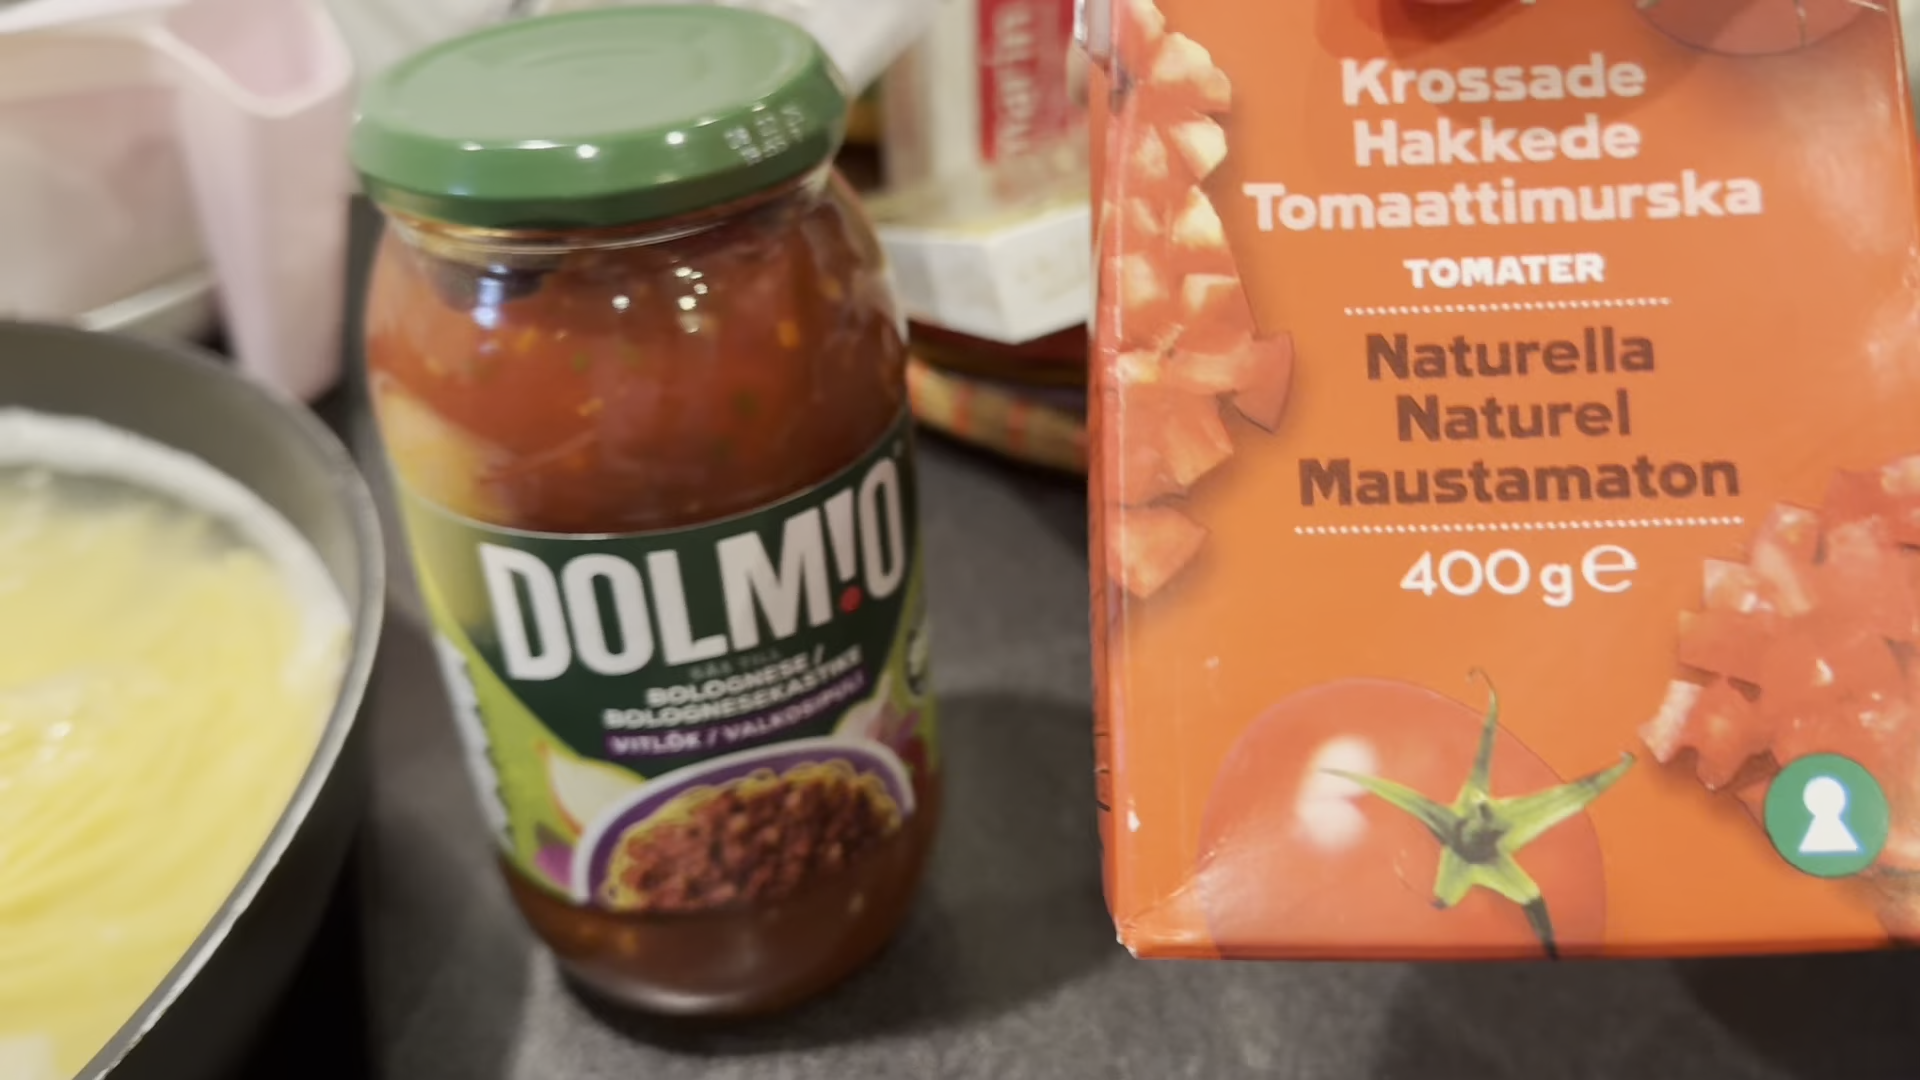 DOLMIO
BOLOGNESE /
BOLOGNESEKASTIKE
VITLÖK / VALKOSIPULI
Krossade
Hakkede
Tomaattimurska
TOMATER
Naturella
Naturel
Maustamaton
400 g e